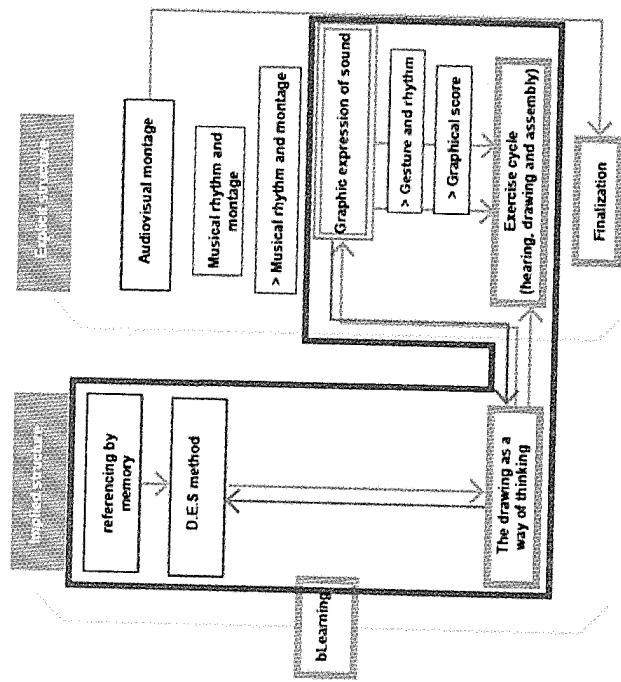 bLearning
Implied structure
referencing by
memory
D.E.S method
The drawing as a
way of thinking
Audiovisual montage
Musical rhythm and
montage
> Musical rhythm and montage
Graphic expression of sound
> Gesture and rhythm
> Graphical score
Exercise cycle
(hearing, drawing and assembly)
Finalization